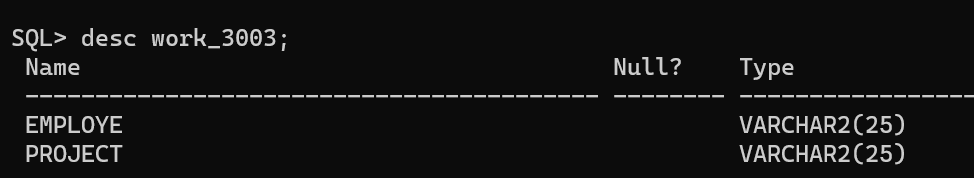 SQL> desc work_3003;
Name Null? Type
----------------------------------------- -------- -----------------
EMPLOYE VARCHAR2(25)
PROJECT VARCHAR2(25)